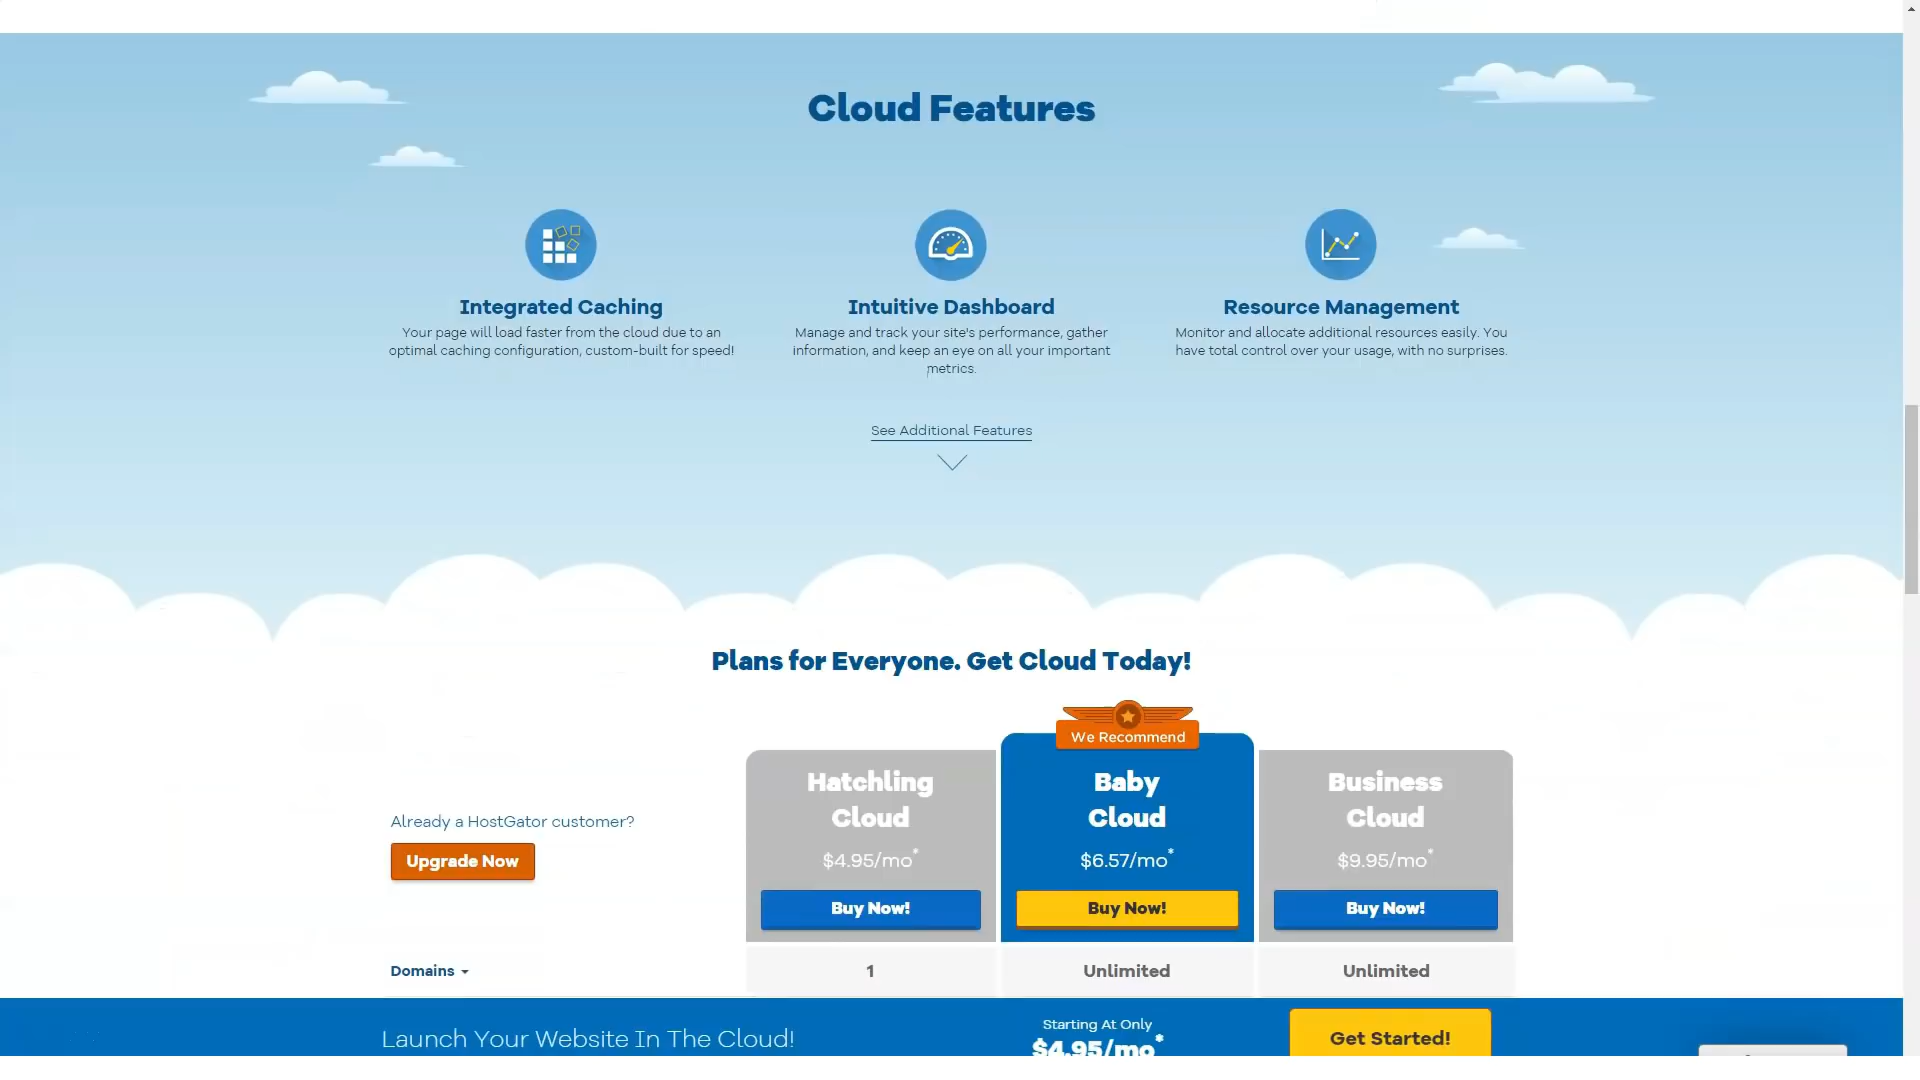 Cloud Features
Integrated Caching
Your page will load faster from the cloud due to an
optimal caching configuration, custom-built for speed!
Intuitive Dashboard
Manage and track your site's performance, gather
information, and keep an eye on all your important
metrics.
Resource Management
Monitor and allocate additional resources easily. You
have total control over your usage, with no surprises.
See Additional Features
Plans for Everyone. Get Cloud Today!
Already a HostGator customer?
Upgrade Now
Hatchling
Cloud
$4.95/mo*
Buy Now!
We Recommend
Baby
Cloud
$6.57/mo*
Buy Now!
Business
Cloud
$9.95/mo*
Buy Now!
Domains
1
Unlimited
Unlimited
Launch Your Website In The Cloud!
Starting At Only
$4.95/mo*
Get Started!